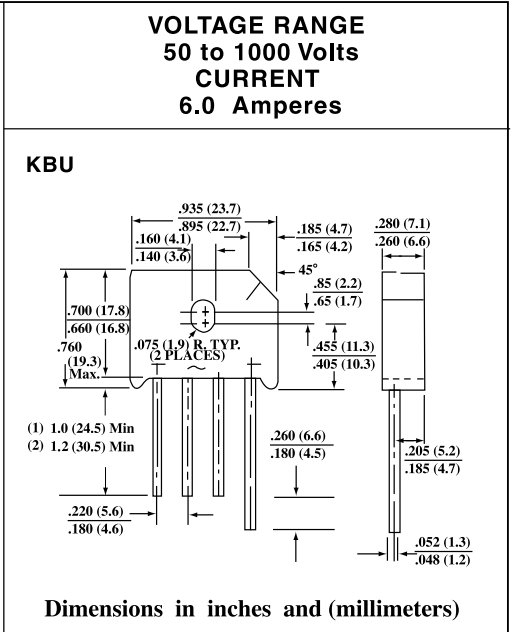 VOLTAGE RANGE
50 to 1000 Volts
CURRENT
6.0 Amperes
KBU
.935 (23.7)
.895 (22.7)
.160 (4.1)
.140 (3.6)
.185 (4.7)
.165 (4.2)
.280 (7.1)
.260 (6.6)
45°
.85 (2.2)
.65 (1.7)
.700 (17.8)
.660 (16.8)
.760
(19.3)
Max.
.075 (1.9) R. TYP.
(2 PLACES)
.455 (11.3)
.405 (10.3)
(1) 1.0 (24.5) Min
(2) 1.2 (30.5) Min
.260 (6.6)
.180 (4.5)
.205 (5.2)
.185 (4.7)
.220 (5.6)
.180 (4.6)
.052 (1.3)
.048 (1.2)
Dimensions in inches and (millimeters)